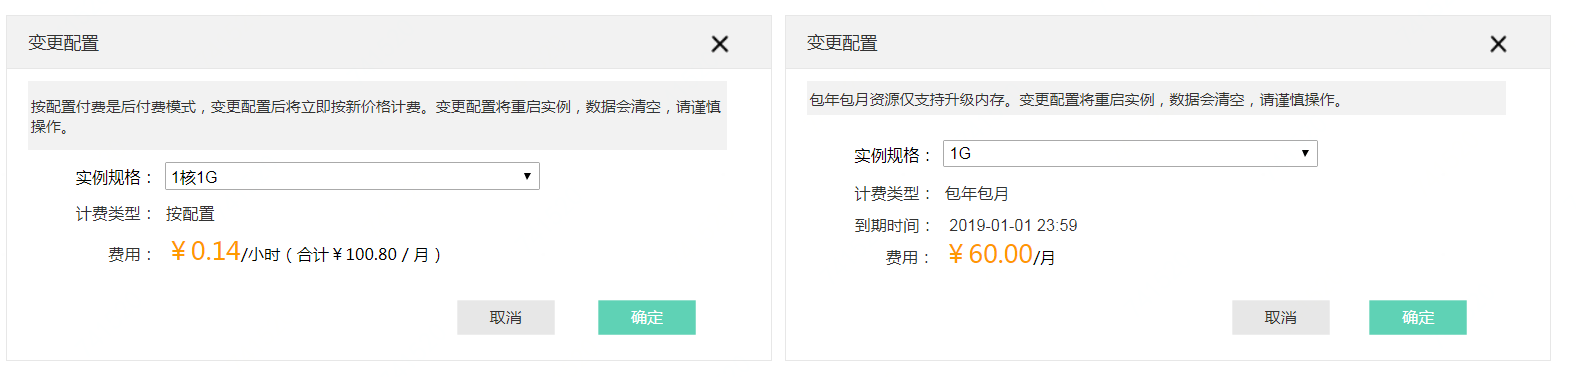 变更配置
按配置付费是后付费模式，变更配置后将立即按新价格计费。变更配置将重启实例，数据会清空，请谨慎
操作。
实例规格： 1核1G
计费类型： 按配置
费用： ￥0.14/小时（合计￥100.80 / 月）
取消 确定
变更配置
包年包月资源仅支持升级内存。变更配置将重启实例，数据会清空，请谨慎操作。
实例规格： 1G
计费类型： 包年包月
到期时间： 2019-01-01 23:59
费用： ￥60.00/月
取消 确定